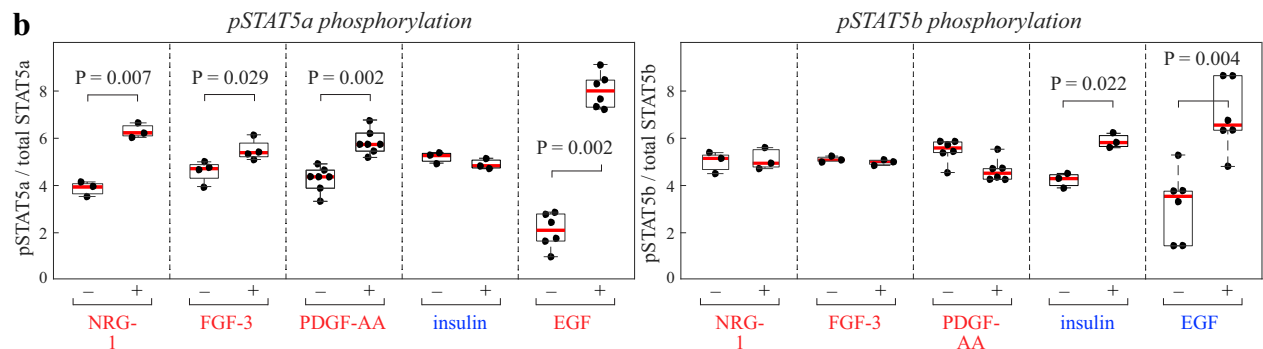 b
pSTAT5a phosphorylation
pSTAT5a / total STAT5a
8
6
4
2
0
P = 0.007
P = 0.029
P = 0.002
P = 0.002
– + – + – + – + – +
NRG-
1
FGF-3
PDGF-AA
insulin
EGF
pSTAT5b phosphorylation
pSTAT5b / total STAT5b
8
6
4
2
0
P = 0.022
P = 0.004
– + – + – + – + – +
NRG-
1
FGF-3
PDGF-
AA
insulin
EGF